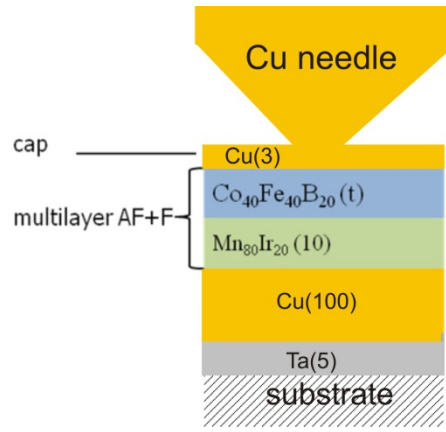 Cu needle
cap
Cu(3)
Co₄₀Fe₄₀B₂₀ (t)
multilayer AF+F
Mn₈₀Ir₂₀ (10)
Cu(100)
Ta(5)
substrate